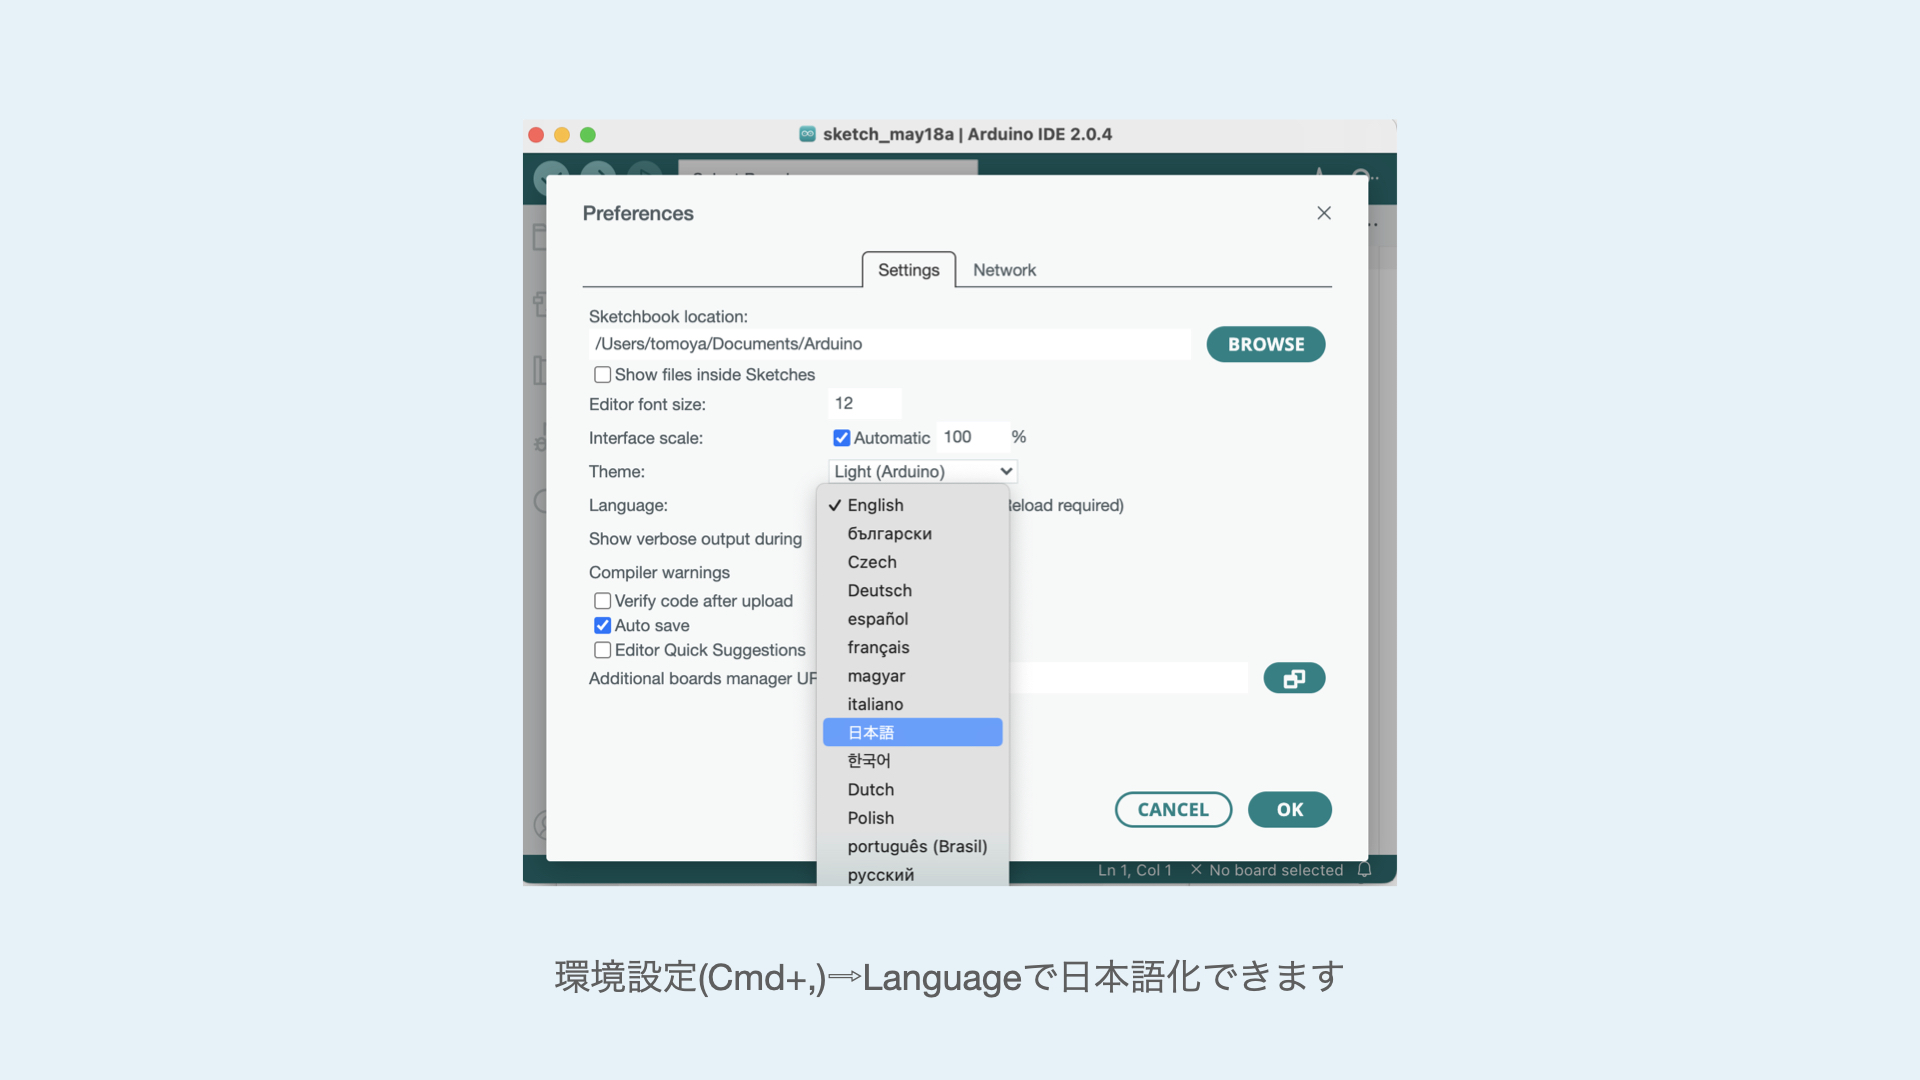 sketch_may18a | Arduino IDE 2.0.4
Preferences
Settings Network
Sketchbook location:
/Users/tomoya/Documents/Arduino BROWSE
Show files inside Sketches
Editor font size: 12
Interface scale: Automatic 100 %
Theme: Light (Arduino)
Language: English eload required)
български
Show verbose output during
Czech
Compiler warnings
Deutsch
Verify code after upload
español
Auto save
français
Editor Quick Suggestions
magyar
Additional boards manager
italiano
日本語
한국어
Dutch
Polish
CANCEL OK
português (Brasil)
русский
Ln 1, Col 1 × No board selected
環境設定(Cmd+,)⇒Languageで日本語化できます